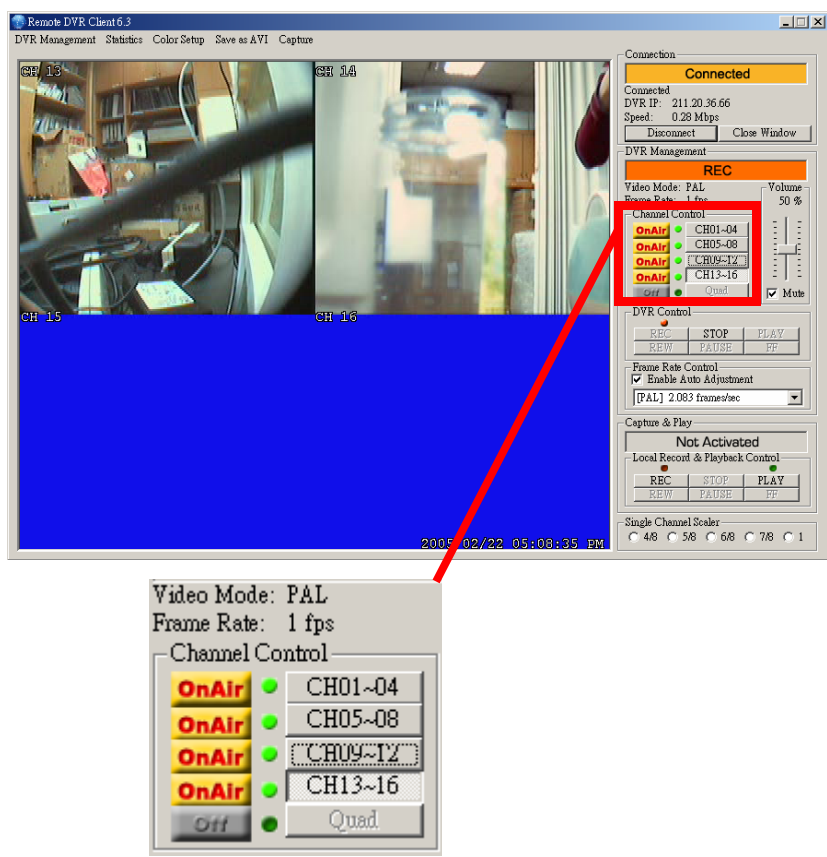 Remote DVR Client 6.3
DVR Management Statistics Color Setup Save as AVI Capture
CH 13 CH 14
CH 15 CH 16
2005/02/22 05:08:35 PM
Connection
Connected
Connected
DVR IP: 211.20.36.66
Speed: 0.28 Mbps
Disconnect Close Window
DVR Management
REC
Video Mode: PAL
Frame Rate: 1 fps
Volume
50 %
Channel Control
OnAir CH01~04
OnAir CH05~08
OnAir CH09~12
OnAir CH13~16
Off Quad
Mute
DVR Control
REC STOP PLAY
REW PAUSE FF
Frame Rate Control
Enable Auto Adjustment
[PAL] 2.083 frames/sec
Capture & Play
Not Activated
Local Record & Playback Control
REC STOP PLAY
REW PAUSE FF
Single Channel Scaler
4/8 5/8 6/8 7/8 1
Video Mode: PAL
Frame Rate: 1 fps
Channel Control
OnAir CH01~04
OnAir CH05~08
OnAir CH09~12
OnAir CH13~16
Off Quad